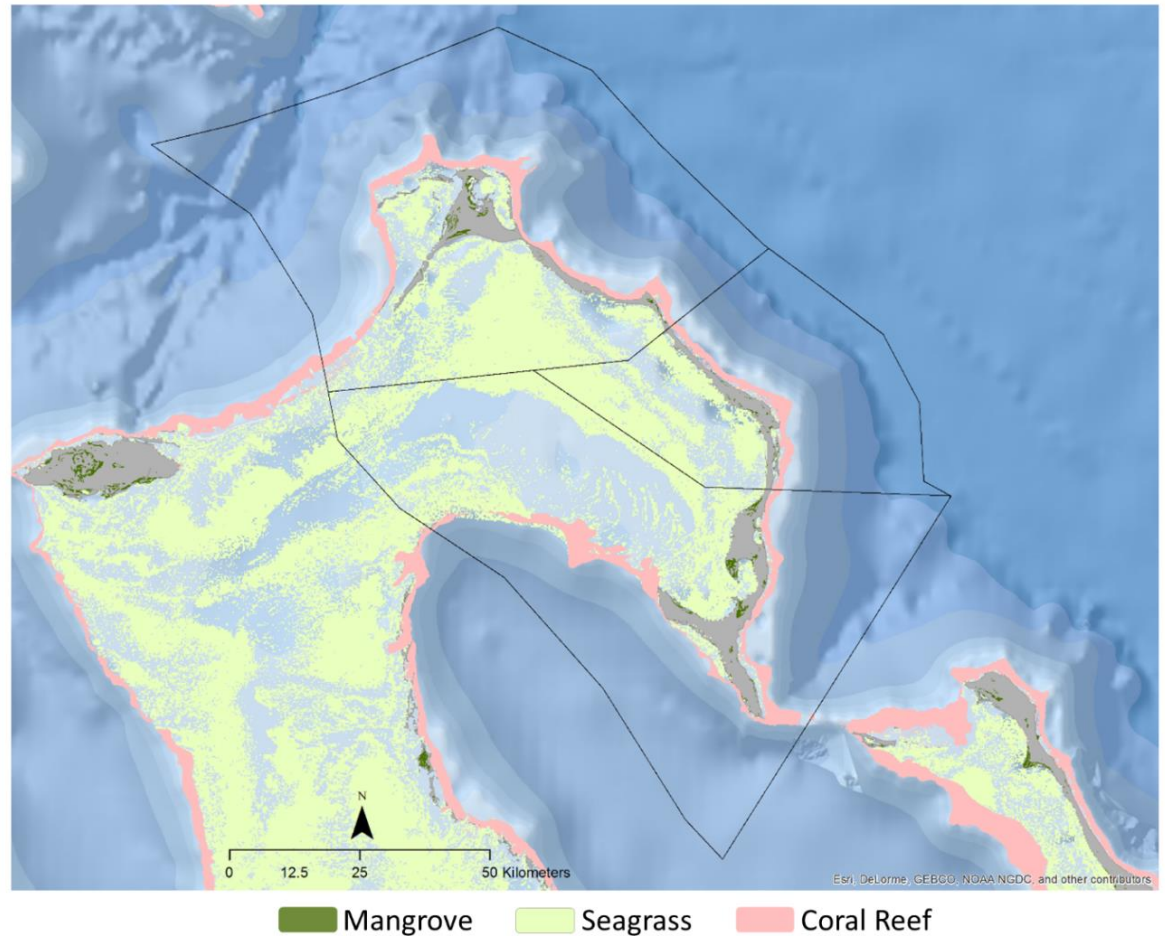 N
0 12.5 25 50 Kilometers
Esri, DeLorme, GEBCO, NOAA NGDC, and other contributors
Mangrove Seagrass Coral Reef